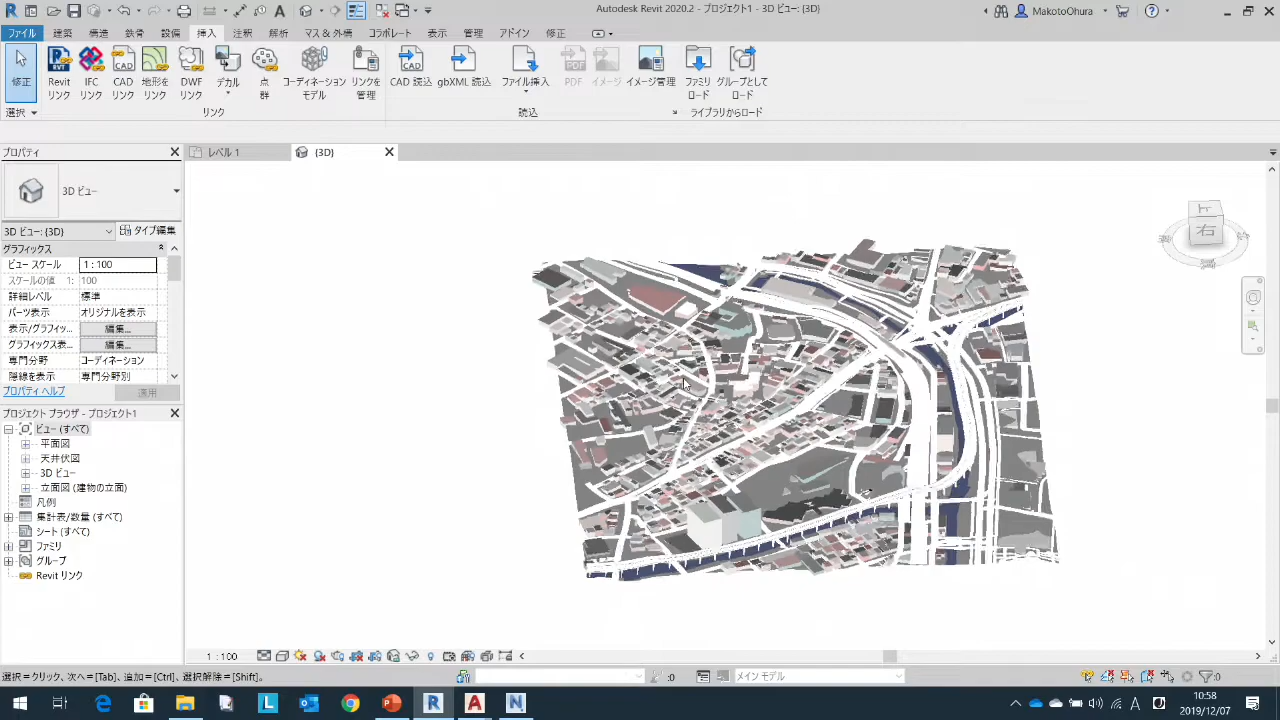 Autodesk Revit 2020.2 - プロジェクト1 - 3D ビュー: {3D}
MakotoOhura
ファイル 建築 構造 鉄骨 設備 挿入 注釈 解析 マス & 外構 コラボレート 表示 管理 アドイン 修正
修正
Revit リンク
IFC リンク
CAD リンク
地形を リンク
DWF リンク
デカル
点 群
コーディネーション モデル
リンクを 管理
CAD 読込
gbXML 読込
ファイル挿入
PDF
イメージ
イメージ管理
ファミリ ロード
グループとして ロード
選択 リンク 読込 ライブラリからロード
プロパティ
レベル 1
{3D}
3D ビュー
3D ビュー: {3D} タイプ編集
グラフィックス
ビュー スケール 1 : 100
スケールの値 1: 100
詳細レベル 標準
パーツ表示 オリジナルを表示
表示/グラフィッ... 編集...
グラフィックス表... 編集...
専門分野 コーディネーション
隠線を表示 専門分野別
プロパティ ヘルプ 適用
プロジェクト ブラウザ - プロジェクト1
ビュー (すべて)
平面図
天井伏図
3D ビュー
立面図 (建物の立面)
凡例
集計表/数量 (すべて)
シート (すべて)
ファミリ
グループ
Revit リンク
上
右
1 : 100
選択=クリック, 送り=[Tab], 追加=[Ctrl], 選択解除=[Shift]。
:0
メイン モデル
:0
10:58
2019/12/07